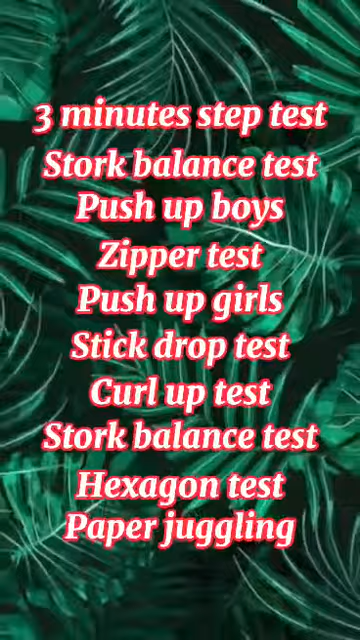 3 minutes step test
Stork balance test
Push up boys
Zipper test
Push up girls
Stick drop test
Curl up test
Stork balance test
Hexagon test
Paper juggling